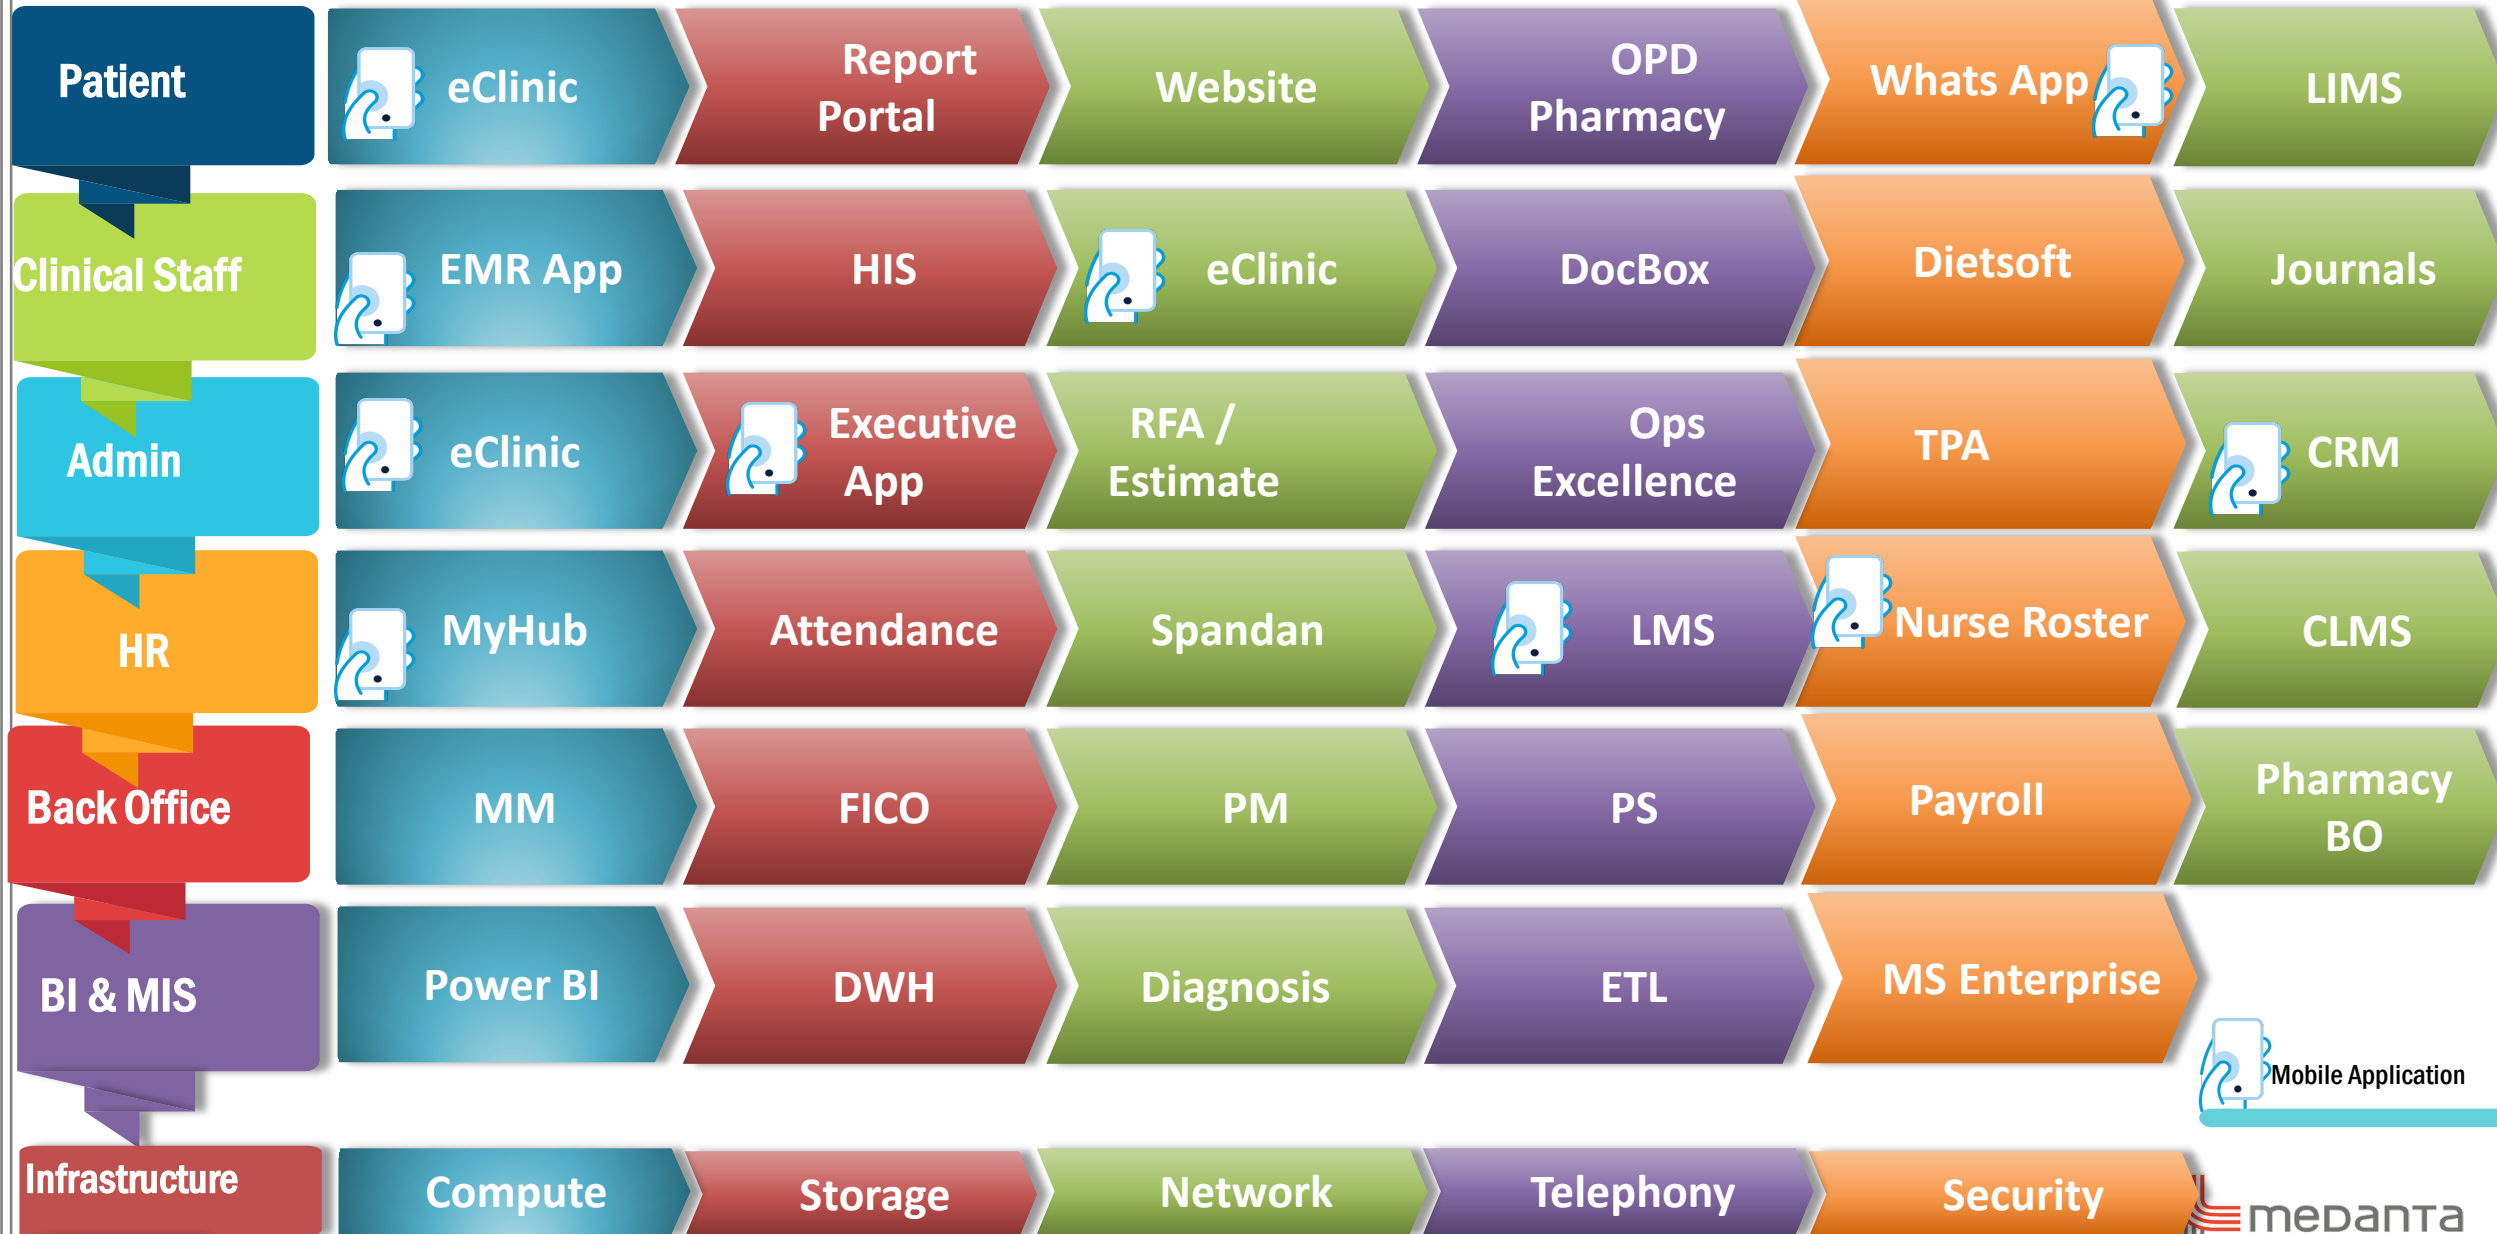 Patient
eClinic
Report
Portal
Website
OPD
Pharmacy
Whats App
LIMS
Clinical Staff
EMR App
HIS
eClinic
DocBox
Dietsoft
Journals
Admin
eClinic
Executive
App
RFA /
Estimate
Ops
Excellence
TPA
CRM
HR
MyHub
Attendance
Spandan
LMS
Nurse Roster
CLMS
Back Office
MM
FICO
PM
PS
Payroll
Pharmacy
BO
BI & MIS
Power BI
DWH
Diagnosis
ETL
MS Enterprise
Mobile Application
Infrastructure
Compute
Storage
Network
Telephony
Security
medanta